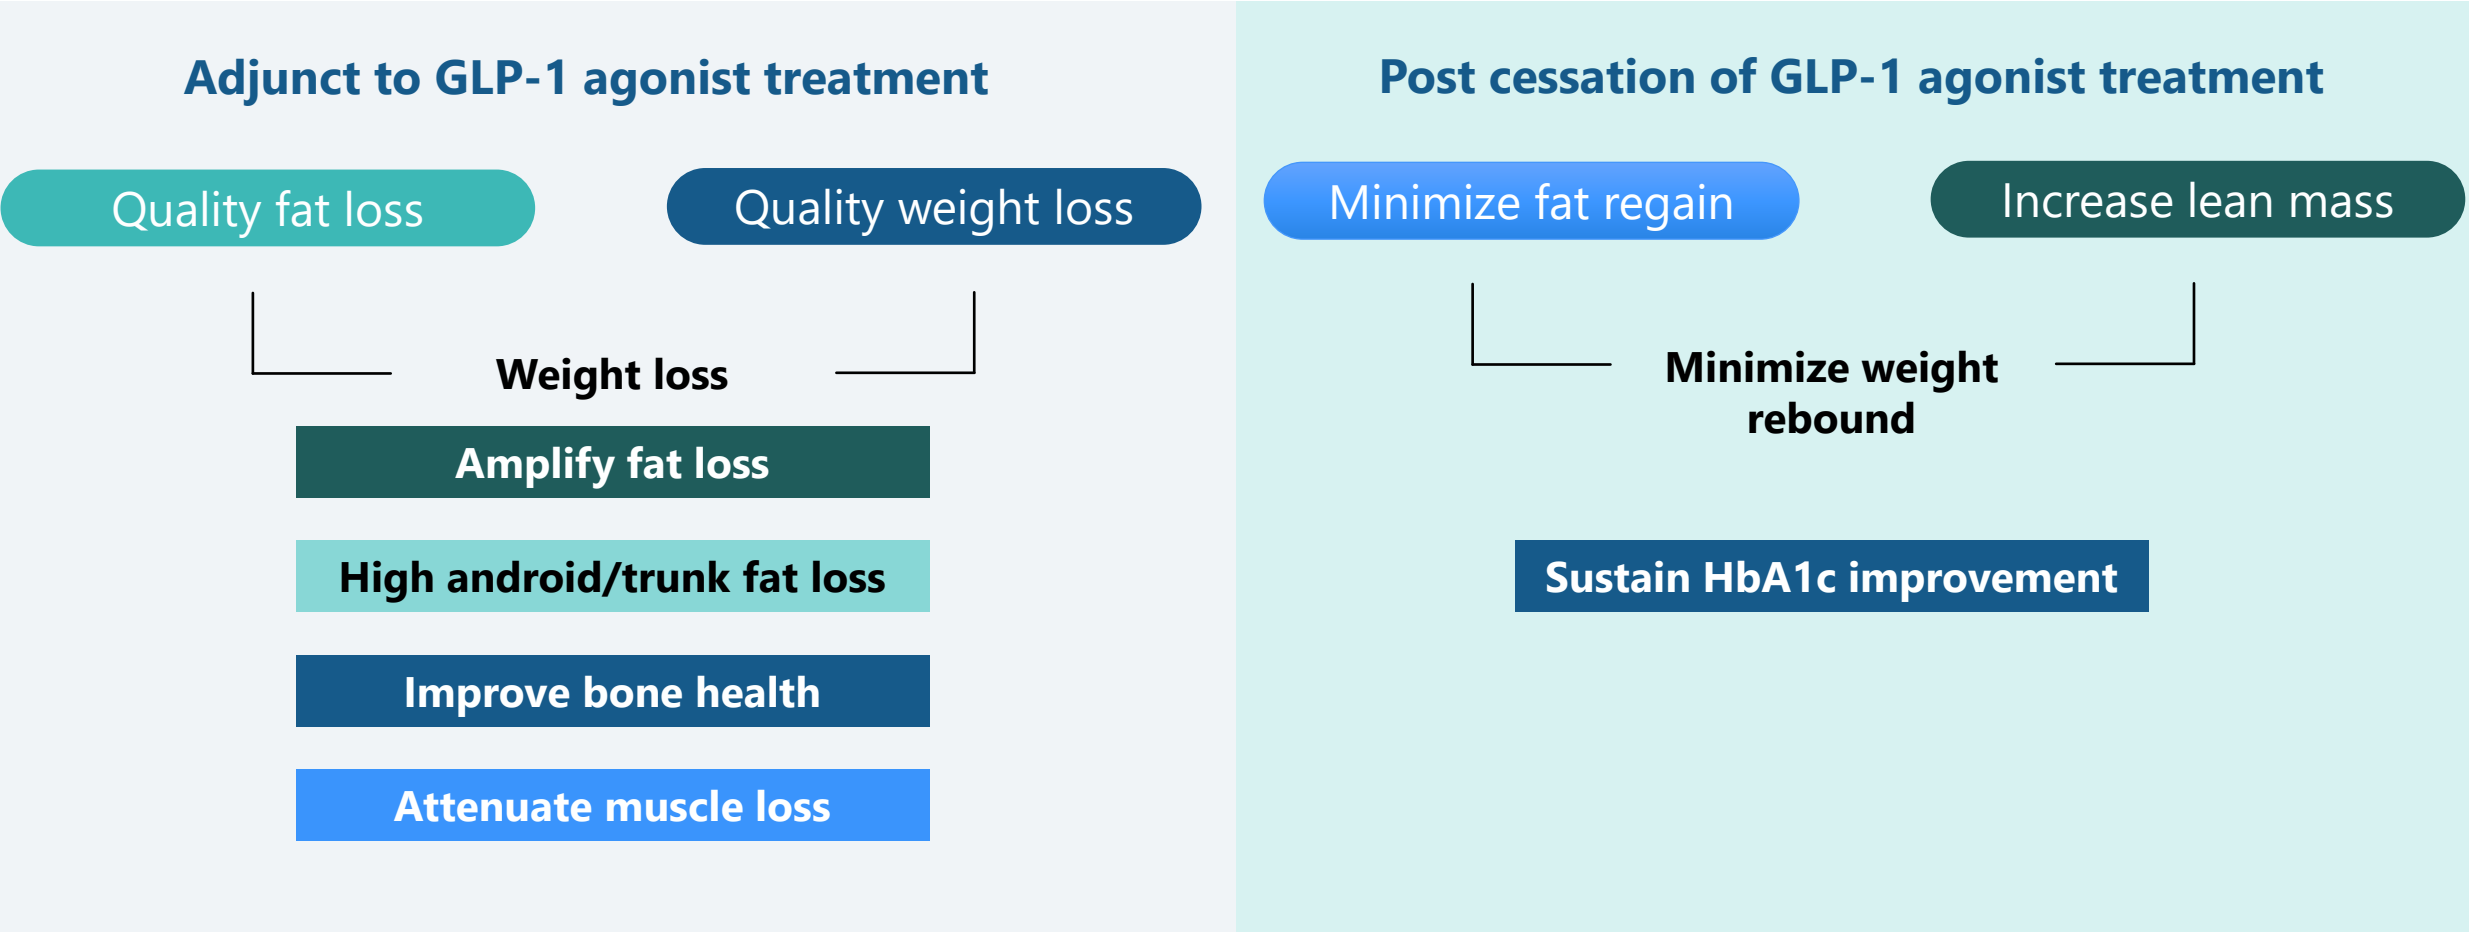 Adjunct to GLP-1 agonist treatment
Quality fat loss
Quality weight loss
Weight loss
Amplify fat loss
High android/trunk fat loss
Improve bone health
Attenuate muscle loss
Post cessation of GLP-1 agonist treatment
Minimize fat regain
Increase lean mass
Minimize weight
rebound
Sustain HbA1c improvement